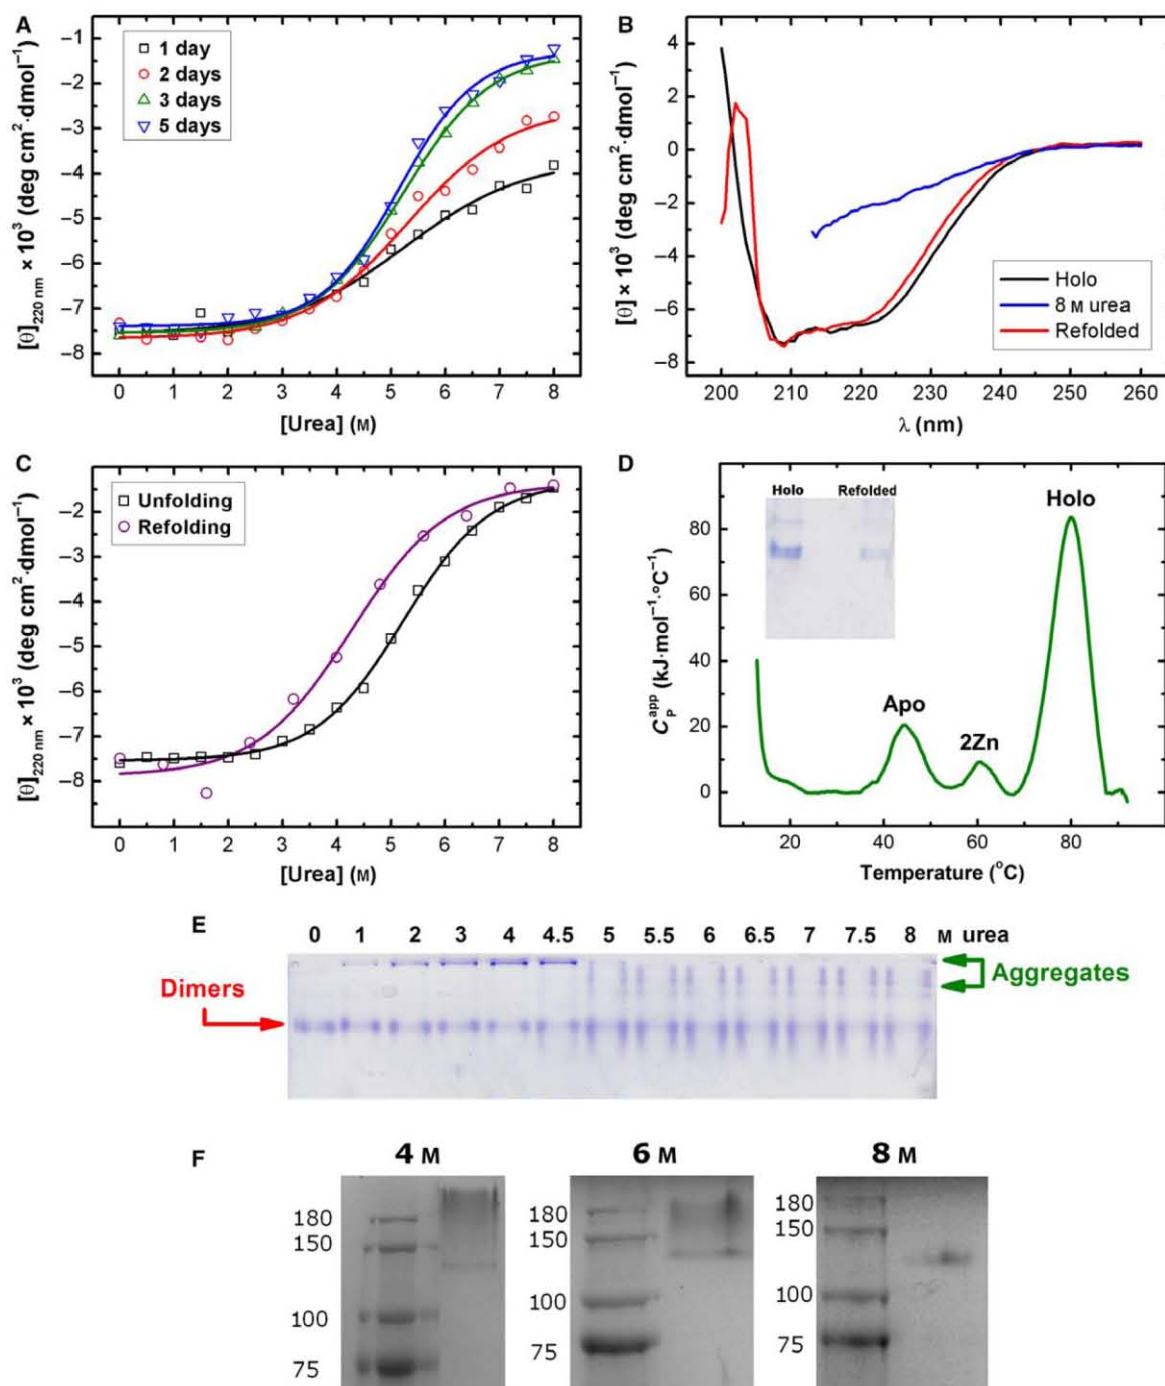 A
[θ]220 nm × 10³ (deg cm²·dmol⁻¹)
−1
−2
−3
−4
−5
−6
−7
−8
1 day
2 days
3 days
5 days
0 1 2 3 4 5 6 7 8
[Urea] (M)
B
[θ] × 10³ (deg cm²·dmol⁻¹)
4
2
0
−2
−4
−6
−8
Holo
8 M urea
Refolded
200 210 220 230 240 250 260
λ (nm)
C
[θ]220 nm × 10³ (deg cm²·dmol⁻¹)
−2
−3
−4
−5
−6
−7
−8
Unfolding
Refolding
0 1 2 3 4 5 6 7 8
[Urea] (M)
D
C_P^app (kJ·mol⁻¹·°C⁻¹)
80
60
40
20
0
Holo Refolded
Holo
Apo
2Zn
20 40 60 80
Temperature (°C)
E
0 1 2 3 4 4.5 5 5.5 6 6.5 7 7.5 8 M urea
Dimers
Aggregates
F
4 M
180
150
100
75
6 M
180
150
100
75
8 M
180
150
100
75